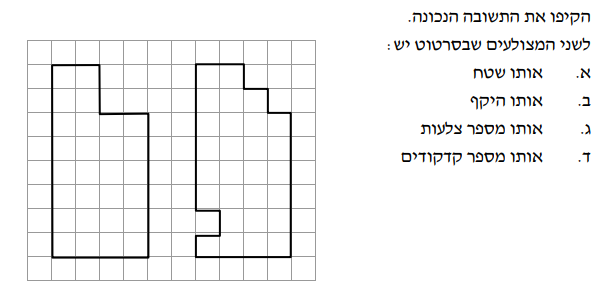 הקיפו את התשובה הנכונה.
לשני המצולעים שבסרטוט יש:
א. אותו שטח
ב. אותו היקף
ג. אותו מספר צלעות
ד. אותו מספר קדקודים